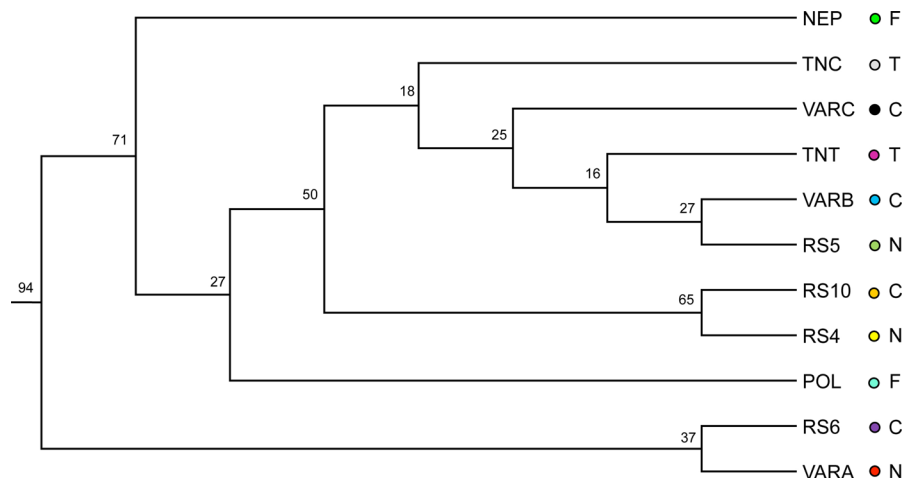 NEP F
TNC T
18
VARC C
25
71
TNT T
16
50
VARB C
27
RS5 N
27
94
RS10 C
65
RS4 N
POL F
RS6 C
37
VARA N